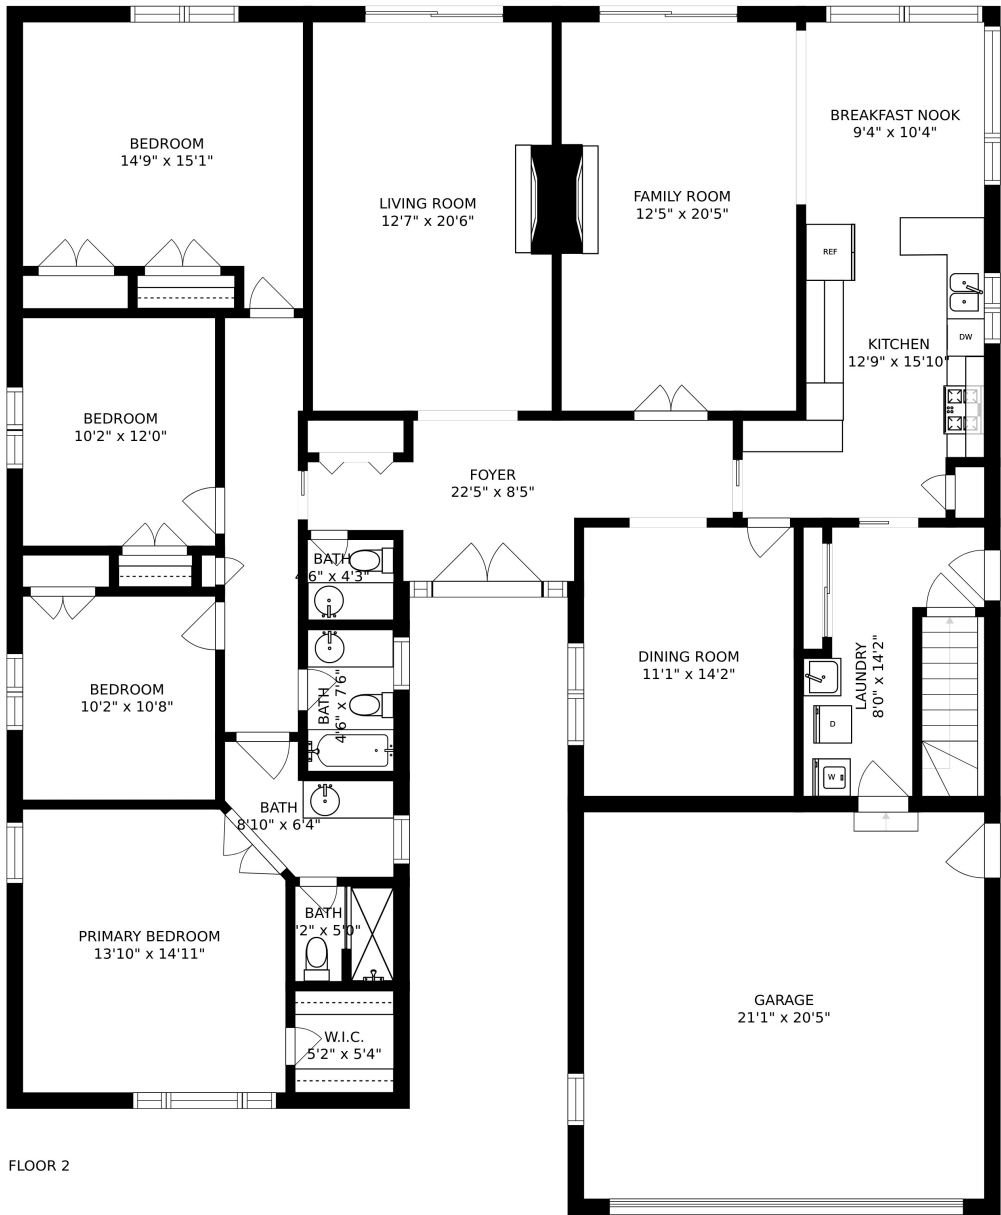 BREAKFAST NOOK
9'4" x 10'4"
BEDROOM
14'9" x 15'1"
FAMILY ROOM
12'5" x 20'5"
LIVING ROOM
12'7" x 20'6"
REF
DW
KITCHEN
12'9" x 15'10"
BEDROOM
10'2" x 12'0"
FOYER
22'5" x 8'5"
BATH
6" x 4'3"
DINING ROOM
11'1" x 14'2"
LAUNDRY
8'0" x 14'2"
BEDROOM
10'2" x 10'8"
BATH
4'6" x 7'6"
D
W
BATH
8'10" x 6'4"
BATH
'2" x 5'0"
PRIMARY BEDROOM
13'10" x 14'11"
GARAGE
21'1" x 20'5"
W.I.C.
5'2" x 5'4"
FLOOR 2